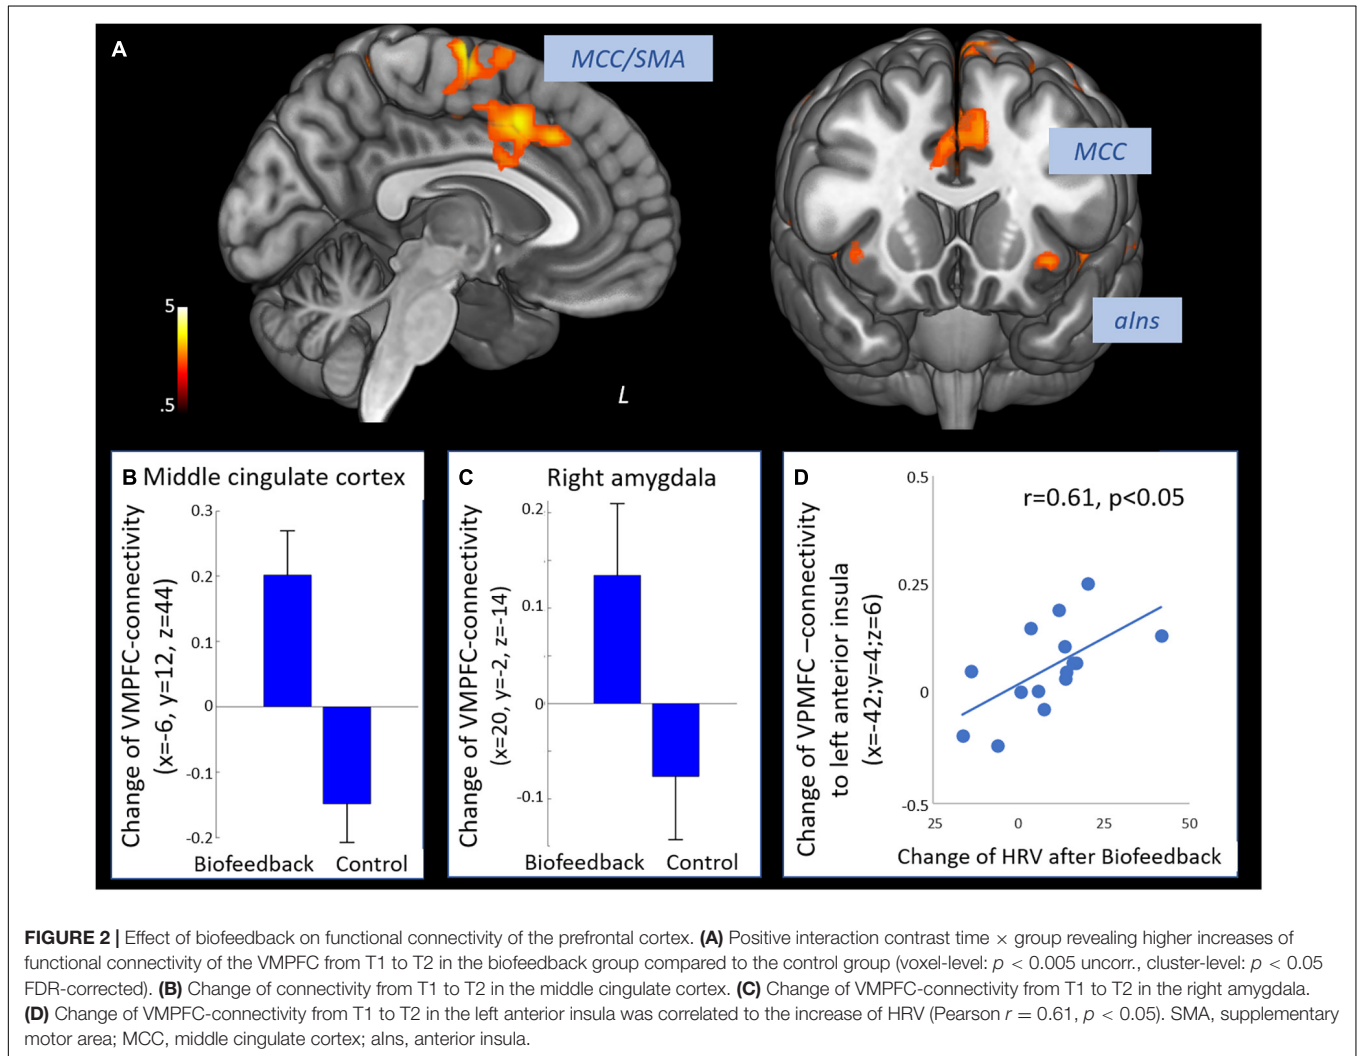 A
MCC/SMA
MCC
aIns
5
.5
L
B Middle cingulate cortex
Change of VMPFC-connectivity
(x=-6, y=12, z=44)
0.3
0.2
0.1
0
-0.1
-0.2
Biofeedback Control
C Right amygdala
Change of VMPFC-connectivity
(x=20, y=-2, z=-14)
0.2
0.1
0
-0.1
Biofeedback Control
D
r=0.61, p<0.05
Change of VPMFC –connectivity
to left anterior insula
(x=-42;y=4;z=6)
0.5
0.25
0
-0.5
25 0 25 50
Change of HRV after Biofeedback
FIGURE 2 | Effect of biofeedback on functional connectivity of the prefrontal cortex. (A) Positive interaction contrast time × group revealing higher increases of
functional connectivity of the VMPFC from T1 to T2 in the biofeedback group compared to the control group (voxel-level: p < 0.005 uncorr., cluster-level: p < 0.05
FDR-corrected). (B) Change of connectivity from T1 to T2 in the middle cingulate cortex. (C) Change of VMPFC-connectivity from T1 to T2 in the right amygdala.
(D) Change of VMPFC-connectivity from T1 to T2 in the left anterior insula was correlated to the increase of HRV (Pearson r = 0.61, p < 0.05). SMA, supplementary
motor area; MCC, middle cingulate cortex; aIns, anterior insula.